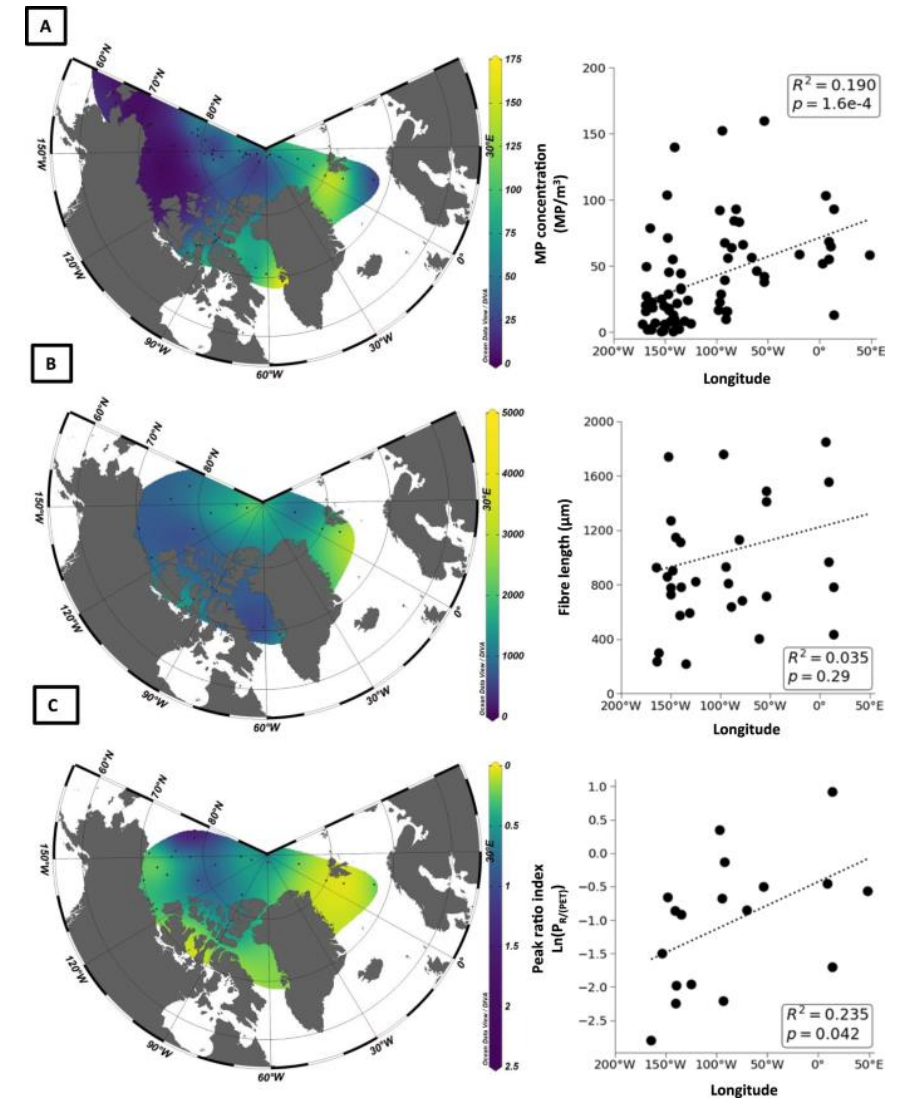 A
60°N
70°N
80°N
150°W
120°W
90°W
60°W
30°W
0°
30°E
Ocean Data View / DIVA
175
150
125
100
75
50
25
0
MP concentration
(MP/m³)
200
150
100
50
0
R² = 0.190
p = 1.6e-4
200°W 150°W 100°W 50°W 0° 50°E
Longitude
B
60°N
70°N
80°N
150°W
120°W
90°W
60°W
30°W
0°
30°E
Ocean Data View / DIVA
5000
4000
3000
2000
1000
0
Fibre length (μm)
2000
1600
1200
800
400
0
R² = 0.035
p = 0.29
200°W 150°W 100°W 50°W 0° 50°E
Longitude
C
60°N
70°N
80°N
150°W
120°W
90°W
60°W
30°W
0°
30°E
Ocean Data View / DIVA
0
0.5
1
1.5
2
2.5
Peak ratio index
Ln(P_R/(PET))
1.0
0.5
0.0
−0.5
−1.0
−1.5
−2.0
−2.5
R² = 0.235
p = 0.042
200°W 150°W 100°W 50°W 0° 50°E
Longitude